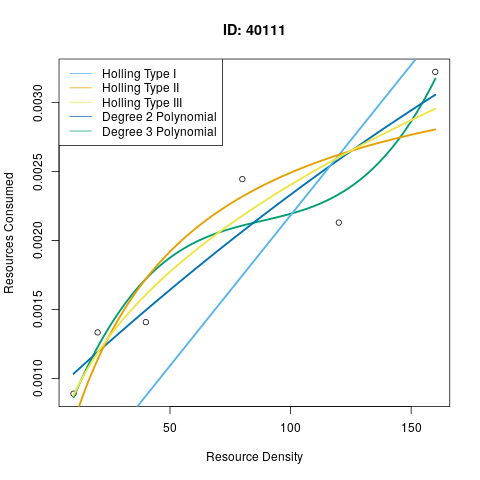 ID: 40111
Holling Type I
Holling Type II
Holling Type III
Degree 2 Polynomial
Degree 3 Polynomial
Resources Consumed
0.0030
0.0025
0.0020
0.0015
0.0010
50
100
150
Resource Density